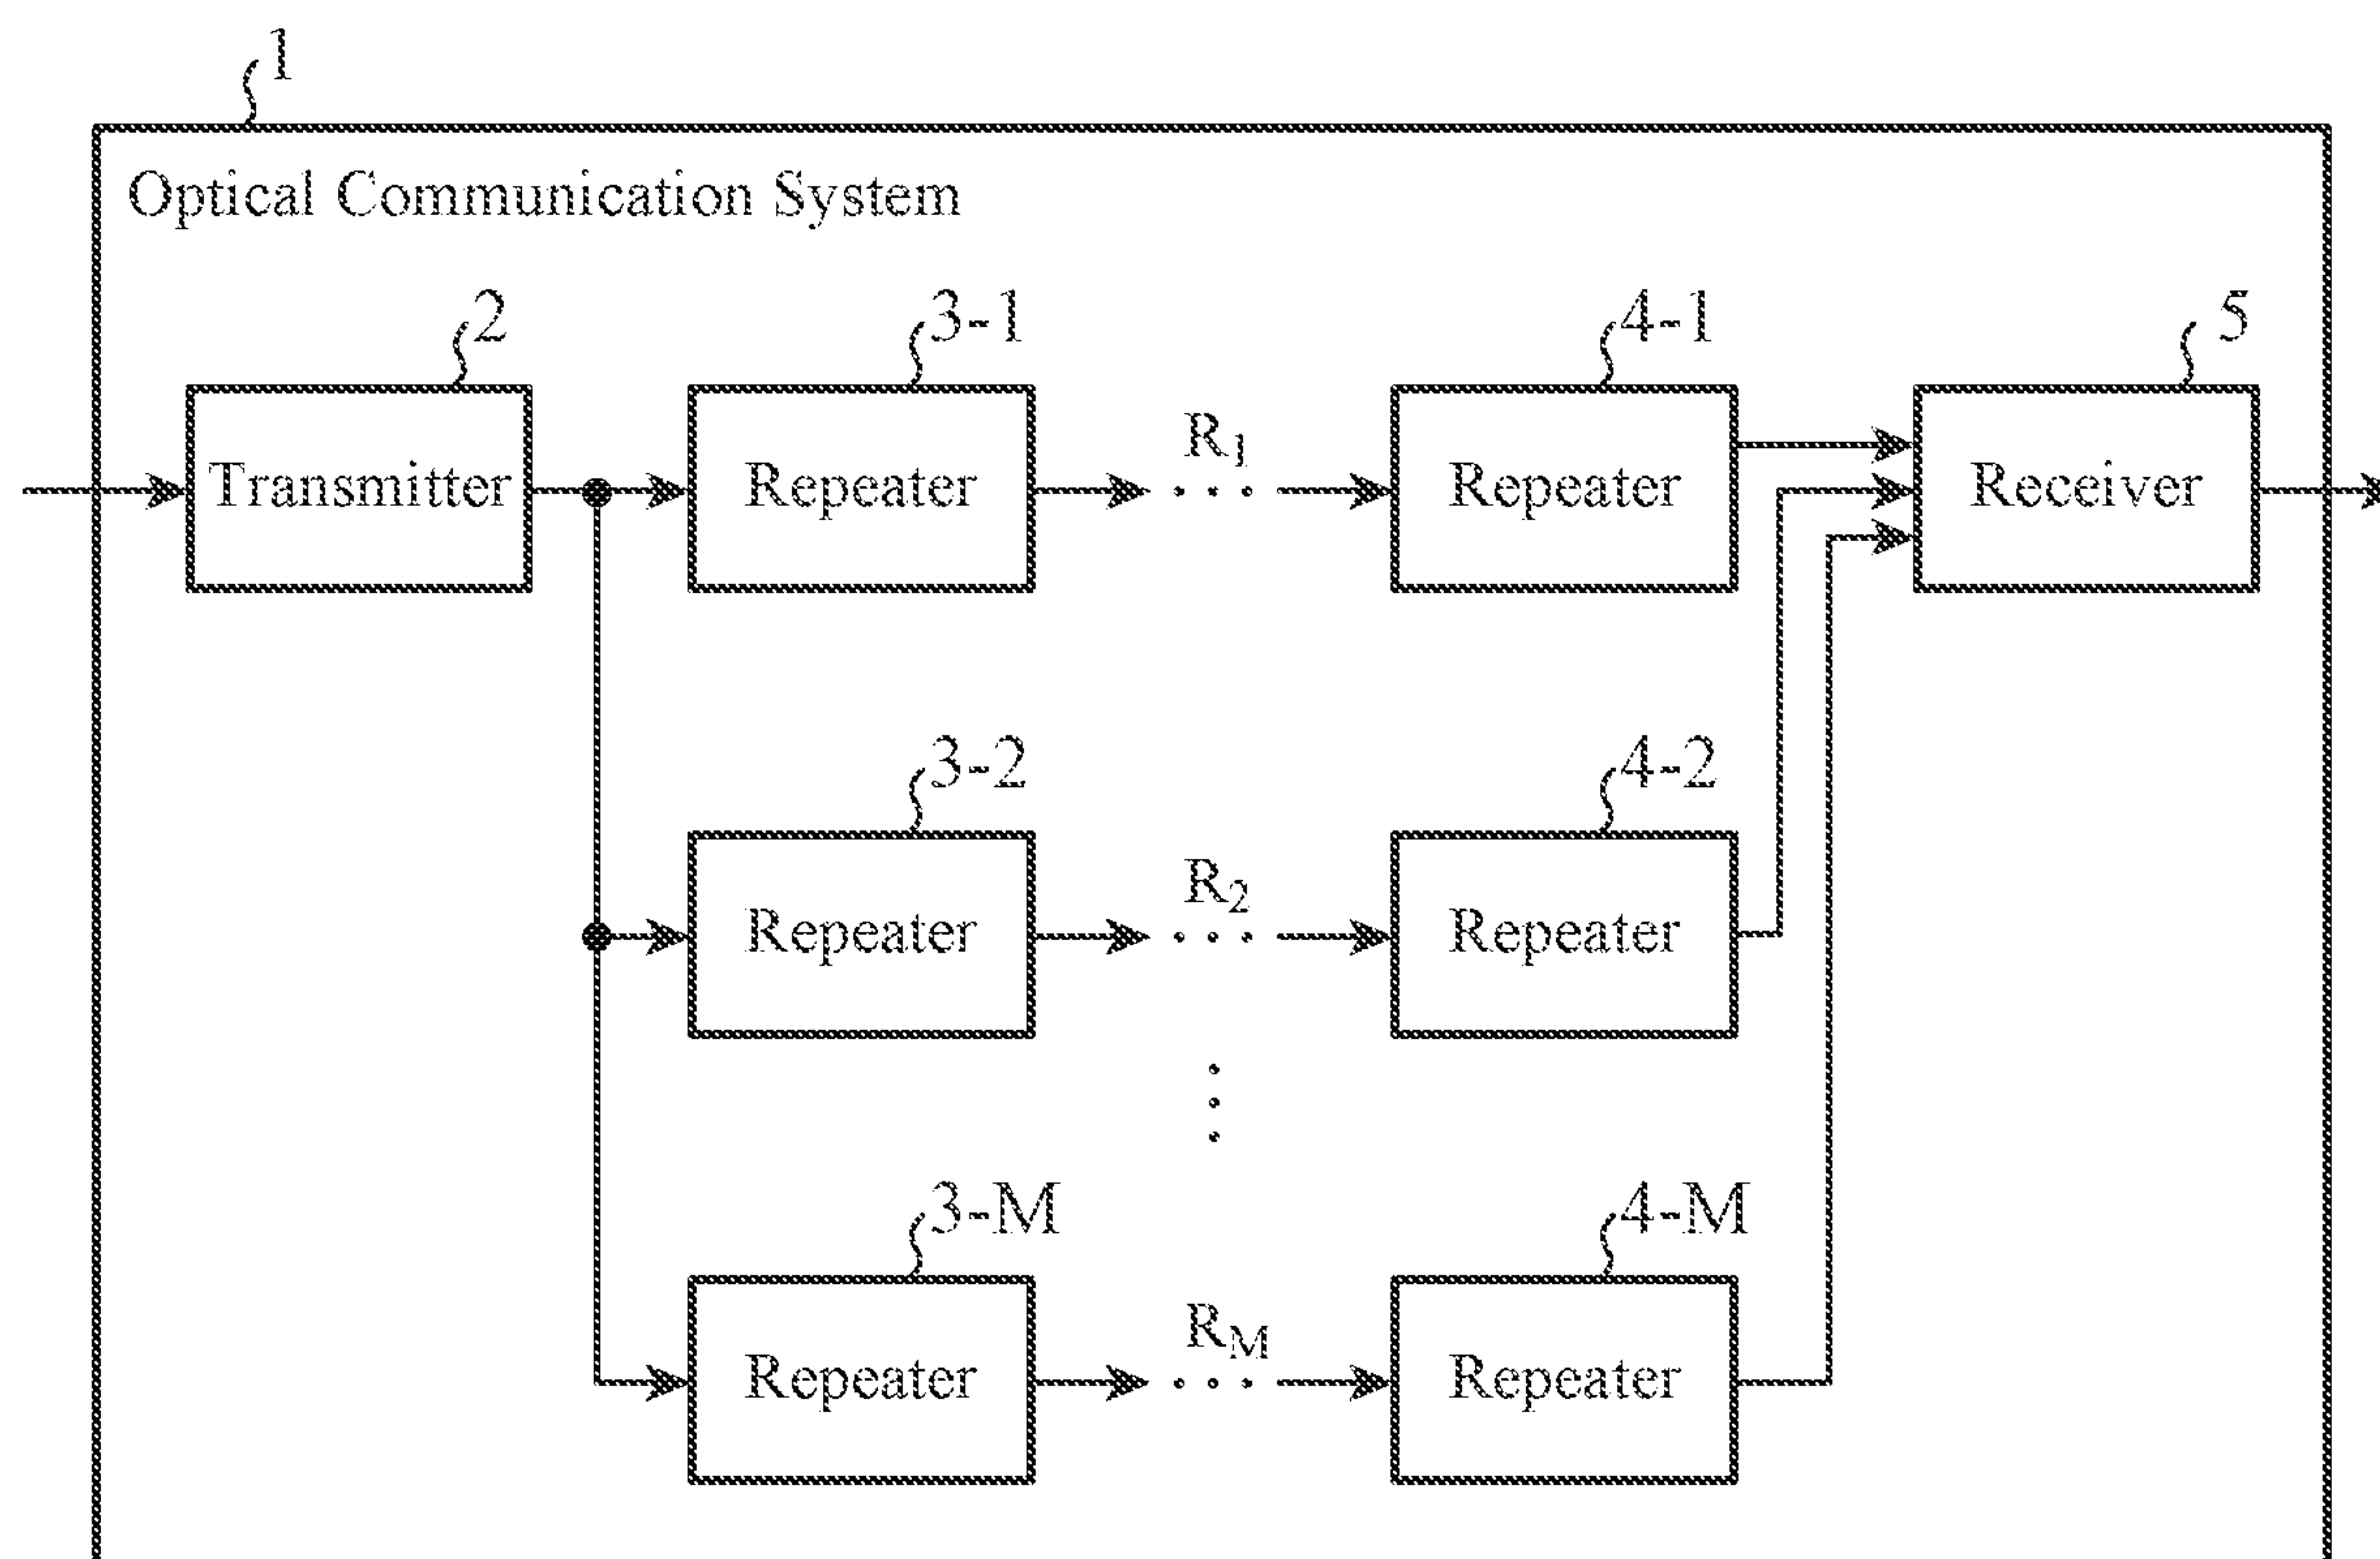 1
Optical Communication System
2
3-1
4-1
5
Transmitter
Repeater
R₁
...
Repeater
Receiver
3-2
4-2
Repeater
R₂
...
Repeater
3-M
4-M
Repeater
R_M
...
Repeater